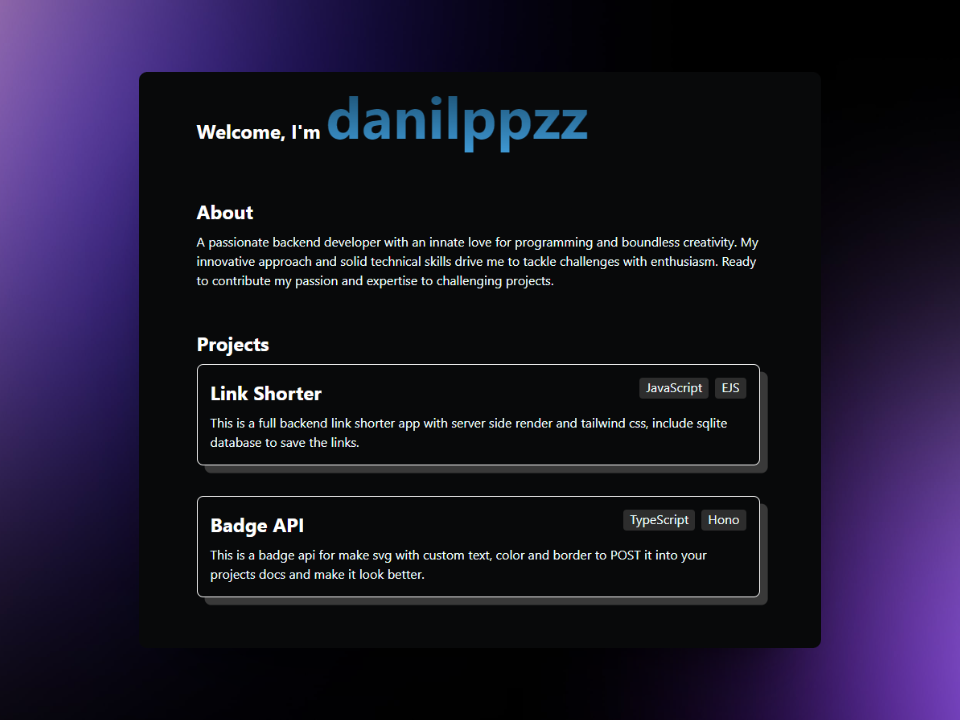 Welcome, I'm danilppzz
About
A passionate backend developer with an innate love for programming and boundless creativity. My
innovative approach and solid technical skills drive me to tackle challenges with enthusiasm. Ready
to contribute my passion and expertise to challenging projects.
Projects
Link Shorter JavaScript EJS
This is a full backend link shorter app with server side render and tailwind css, include sqlite
database to save the links.
Badge API TypeScript Hono
This is a badge api for make svg with custom text, color and border to POST it into your
projects docs and make it look better.